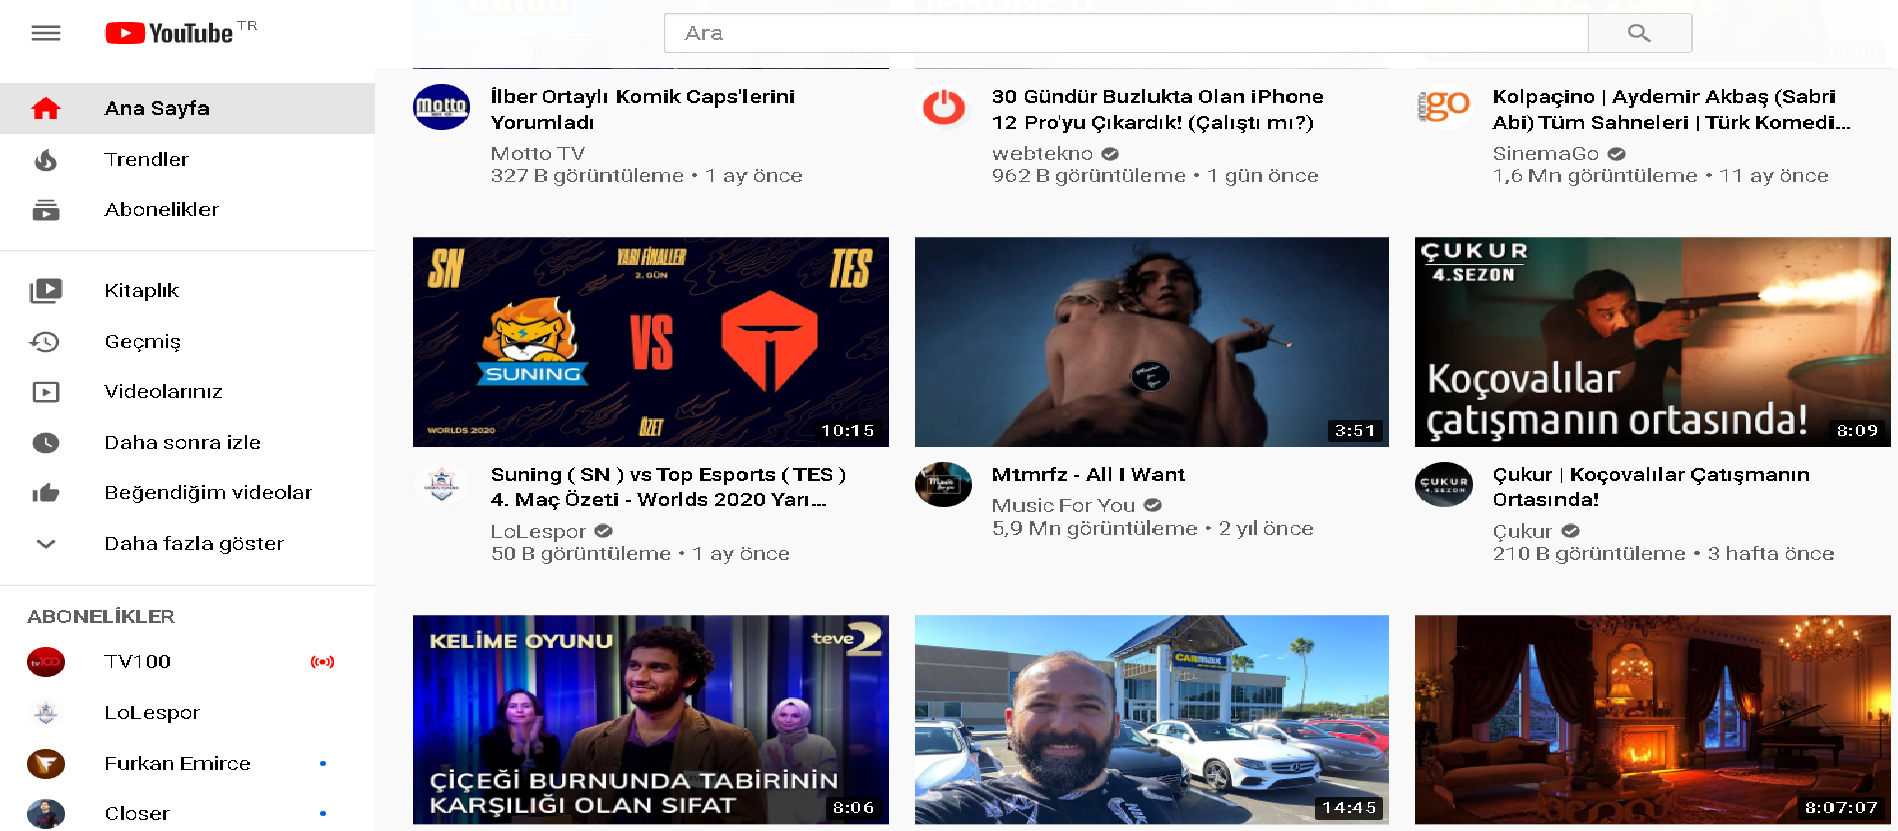 YouTube TR
Ara
Ana Sayfa
Trendler
Abonelikler
Kitaplık
Geçmiş
Videolarınız
Daha sonra izle
Beğendiğim videolar
Daha fazla göster
ABONELİKLER
TV100
LoLespor
Furkan Emirce
Closer
Motto
İlber Ortaylı Komik Caps'lerini
Yorumladı
Motto TV
327 B görüntüleme • 1 ay önce
30 Gündür Buzlukta Olan iPhone
12 Pro'yu Çıkardık! (Çalıştı mı?)
webtekno
962 B görüntüleme • 1 gün önce
go
Kolpaçino | Aydemir Akbaş (Sabri
Abi) Tüm Sahneleri | Türk Komedi...
SinemaGo
1,6 Mn görüntüleme • 11 ay önce
SN
YARI FİNALLER
2. GÜN
TES
SUNING
VS
WORLDS 2020
ÖZET
10:15
Suning ( SN ) vs Top Esports ( TES )
4. Maç Özeti - Worlds 2020 Yarı...
LoLespor
50 B görüntüleme • 1 ay önce
3:51
Mtmrfz - All I Want
Music For You
5,9 Mn görüntüleme • 2 yıl önce
ÇUKUR
4.SEZON
Koçovalılar
çatışmanın ortasında!
8:09
ÇUKUR
4.SEZON
Çukur | Koçovalılar Çatışmanın
Ortasında!
Çukur
210 B görüntüleme • 3 hafta önce
KELİME OYUNU
teve2
ÇİÇEĞİ BURNUNDA TABİRİNİN
KARŞILIĞI OLAN SIFAT
8:06
CARMAX
14:45
8:07:07